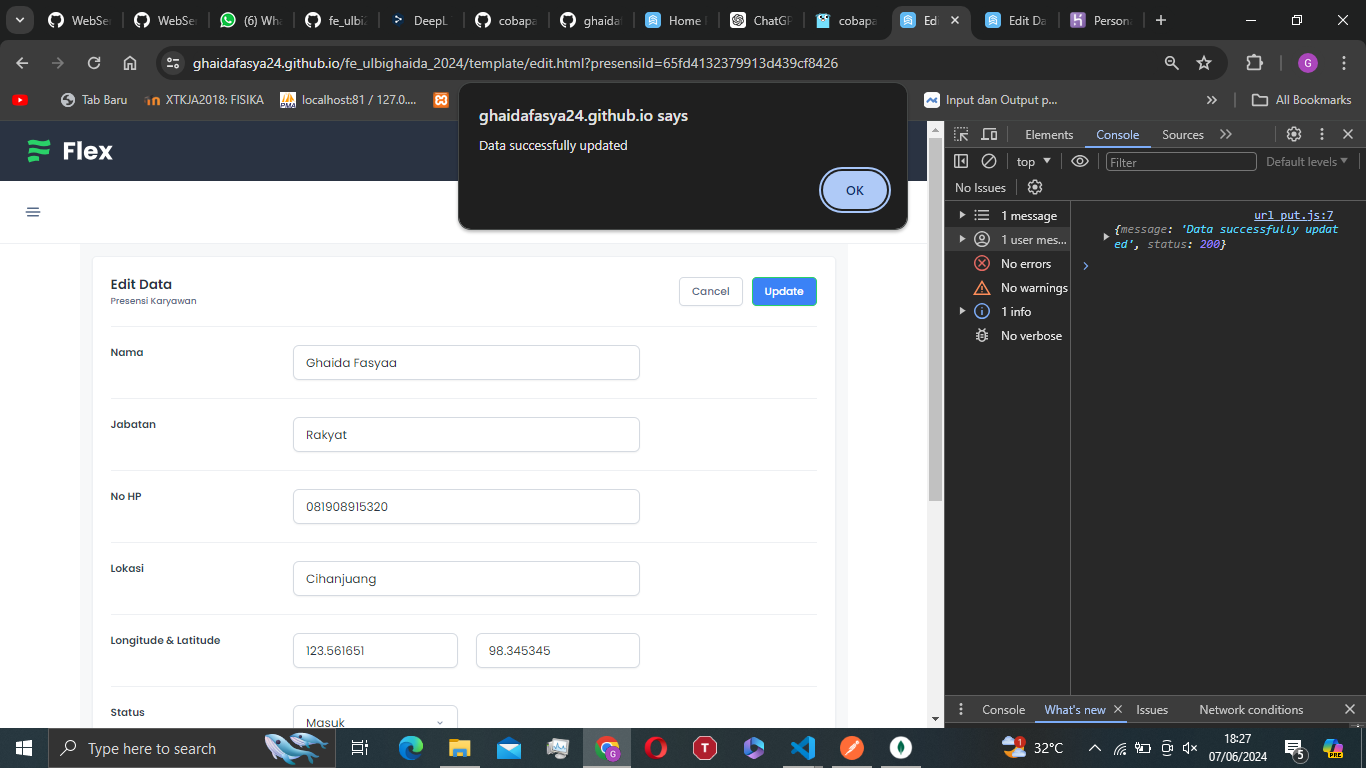 WebSe
WebSe
(6) Wha
fe_ulbi2
DeepL
cobapa
ghaidaf
Home
ChatGP
cobapa
Edi
Edit Da
Person
ghaidafasya24.github.io/fe_ulbighaida_2024/template/edit.html?presensiId=65fd4132379913d439cf8426
G
Tab Baru
XTKJA2018: FISIKA
localhost:81 / 127.0....
Input dan Output p...
All Bookmarks
ghaidafasya24.github.io says
Data successfully updated
OK
Flex
Edit Data
Presensi Karyawan
Cancel
Update
Nama
Ghaida Fasyaa
Jabatan
Rakyat
No HP
081908915320
Lokasi
Cihanjuang
Longitude & Latitude
123.561651
98.345345
Status
Masuk
Elements
Console
Sources
top
Filter
Default levels
No Issues
1 message
1 user mes...
No errors
No warnings
1 info
No verbose
url_put.js:7
{message: 'Data successfully updat
ed', status: 200}
Console
What's new
Issues
Network conditions
Type here to search
32°C
18:27
07/06/2024
5